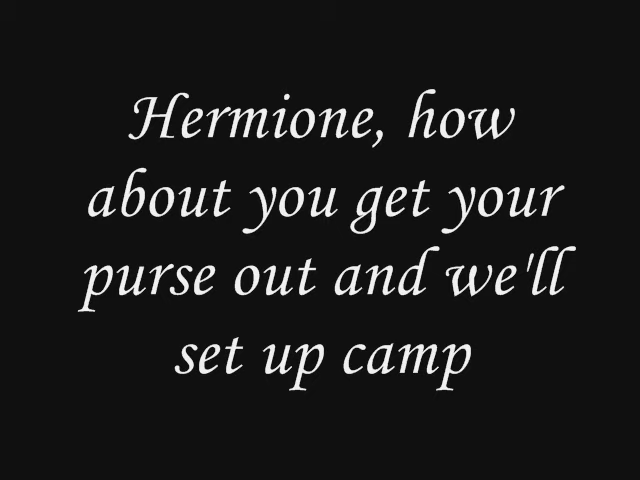 Hermione, how
about you get your
purse out and we'll
set up camp